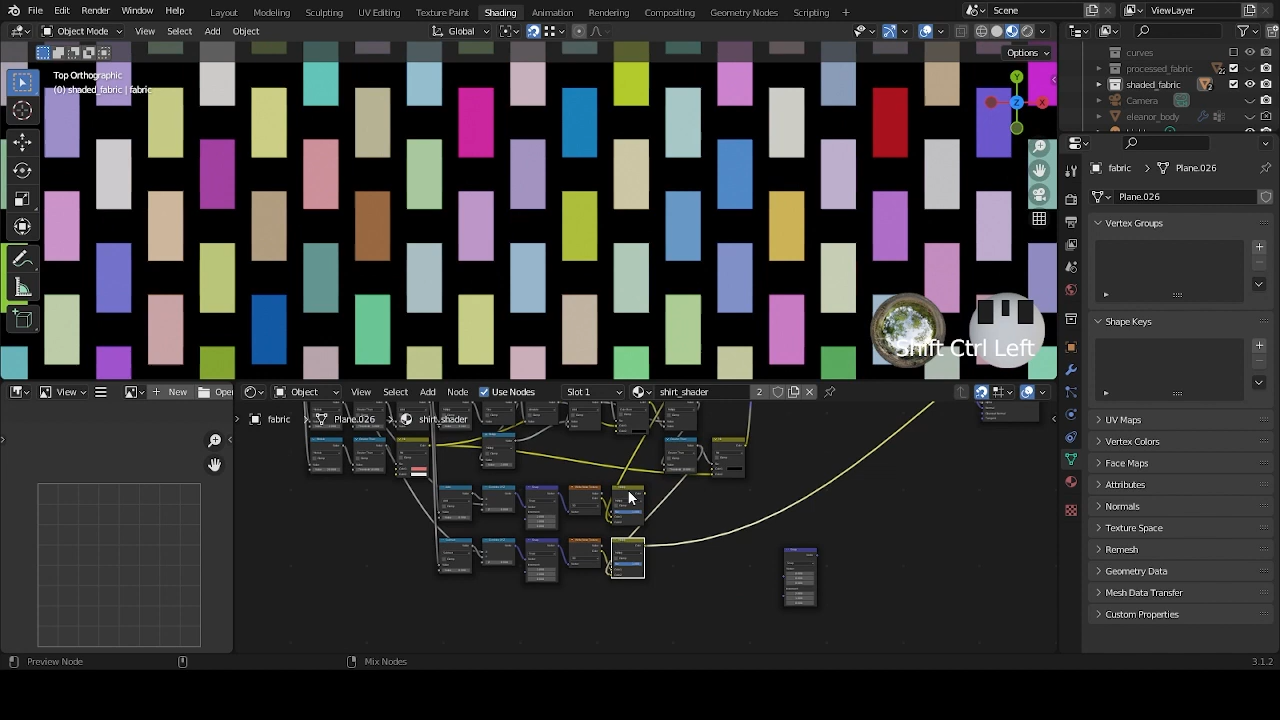 File Edit Render Window Help Layout Modeling Sculpting UV Editing Texture Paint Shading Animation Rendering Compositing Geometry Nodes Scripting + Scene ViewLayer
Object Mode View Select Add Object Global
Options
Top Orthographic
(0) shaded_fabric | fabric
curves
processed_fabric
shaded_fabric 2
Camera
eleanor_body
fabric Plane.026
Plane.026
Vertex Groups
Shape Keys
Shift Ctrl Left
View New Open Object View Select Add Node Use Nodes Slot 1 shirt_shader 2
fabric Plane.026 shirt_shader
UV Maps
Vertex Colors
Face Maps
Attributes
Normals
Texture Space
Remesh
Geometry Data
Mesh Data Transfer
Custom Properties
Preview Node Mix Nodes 3.1.2